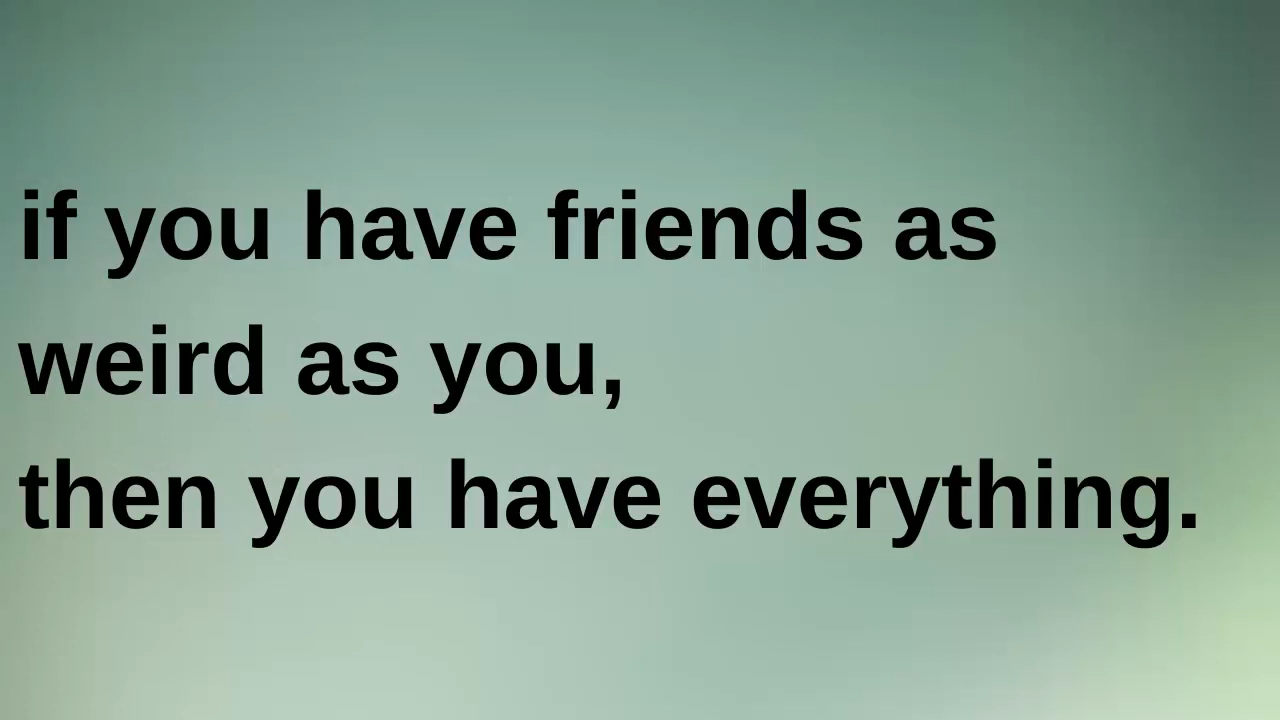 if you have friends as
weird as you,
then you have everything.